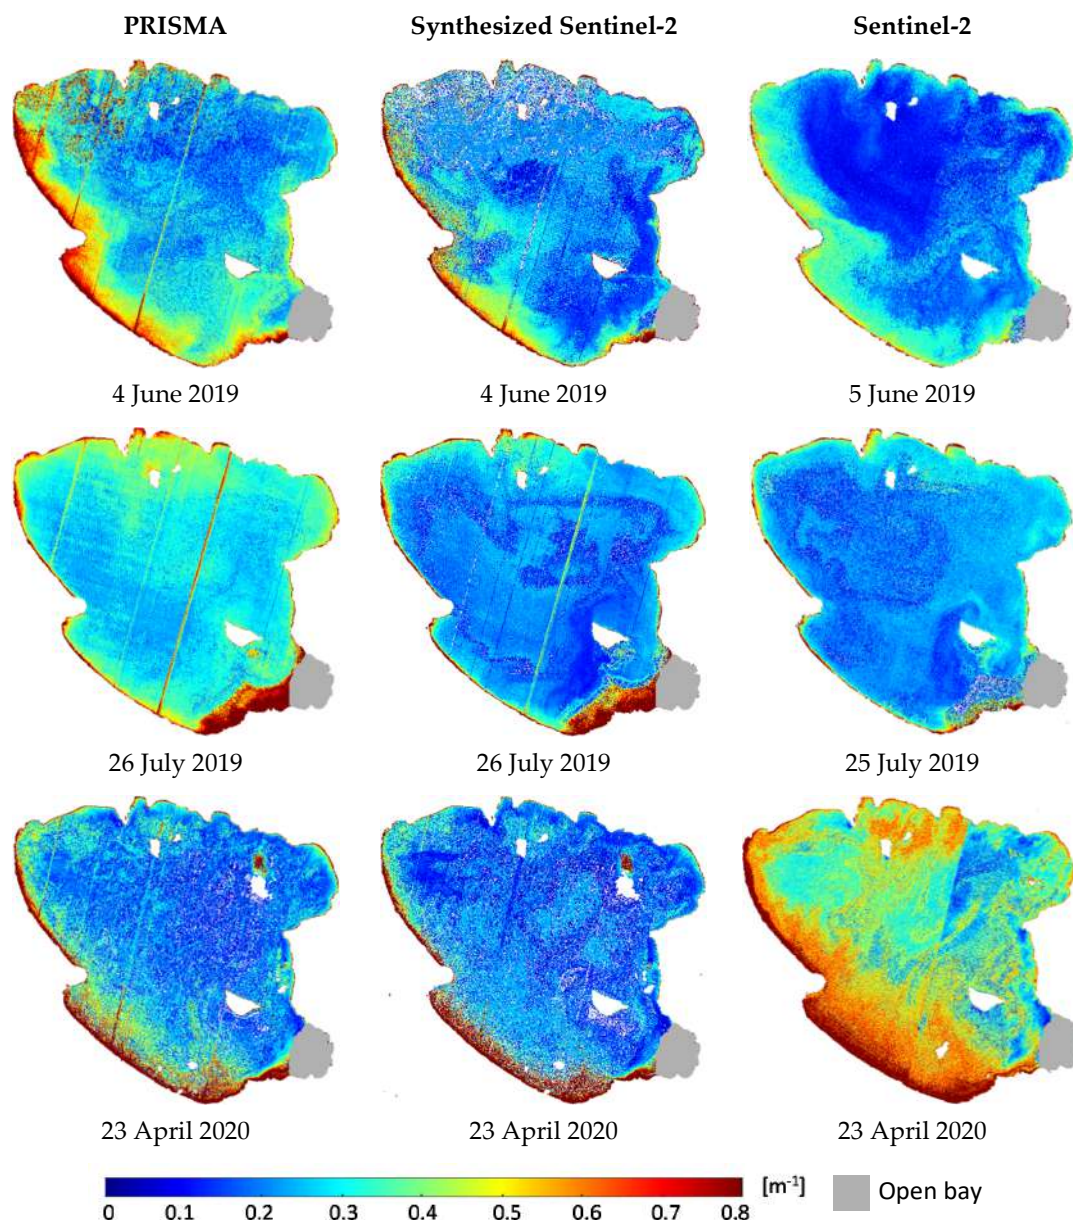 PRISMA Synthesized Sentinel-2 Sentinel-2
4 June 2019 4 June 2019 5 June 2019
26 July 2019 26 July 2019 25 July 2019
23 April 2020 23 April 2020 23 April 2020
[m⁻¹] Open bay
0 0.1 0.2 0.3 0.4 0.5 0.6 0.7 0.8